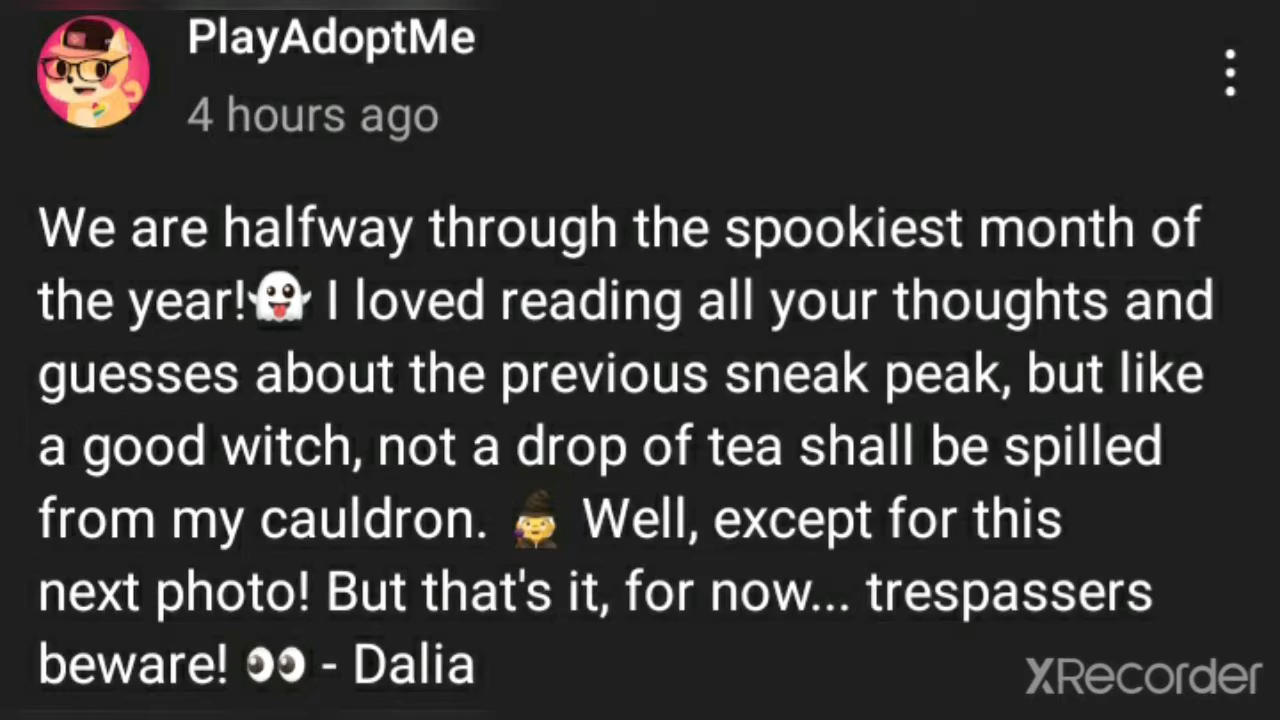 PlayAdoptMe
4 hours ago
We are halfway through the spookiest month of
the year!👻 I loved reading all your thoughts and
guesses about the previous sneak peak, but like
a good witch, not a drop of tea shall be spilled
from my cauldron. 🧙 Well, except for this
next photo! But that's it, for now... trespassers
beware! 👀 - Dalia
XRecorder